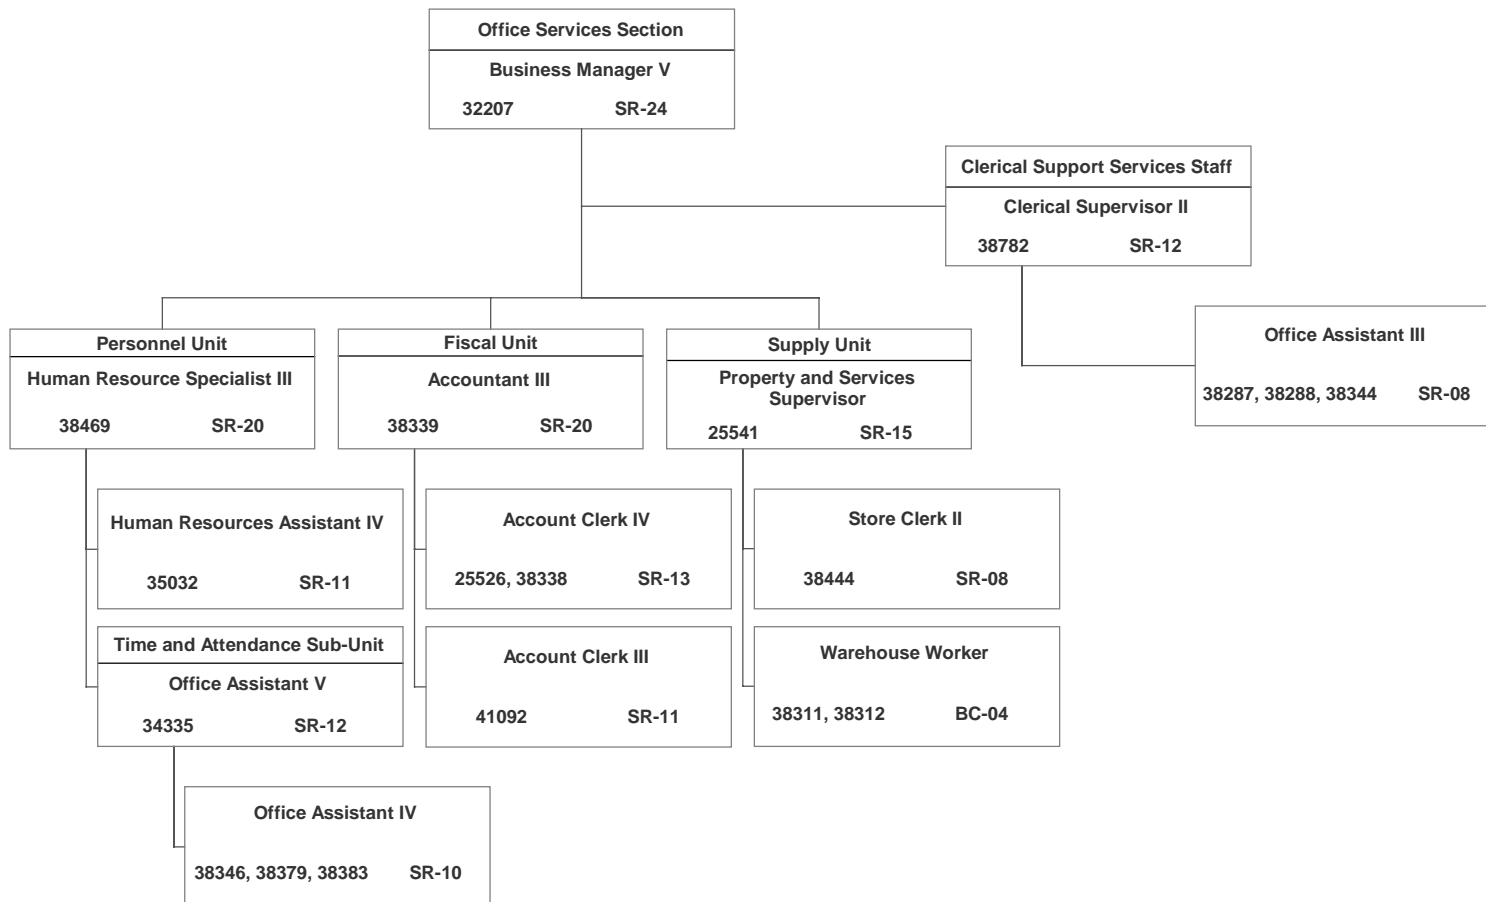 Office Services Section
Business Manager V
32207 SR-24
Clerical Support Services Staff
Clerical Supervisor II
38782 SR-12
Office Assistant III
38287, 38288, 38344 SR-08
Personnel Unit
Human Resource Specialist III
38469 SR-20
Fiscal Unit
Accountant III
38339 SR-20
Supply Unit
Property and Services
Supervisor
25541 SR-15
Human Resources Assistant IV
35032 SR-11
Account Clerk IV
25526, 38338 SR-13
Store Clerk II
38444 SR-08
Time and Attendance Sub-Unit
Office Assistant V
34335 SR-12
Account Clerk III
41092 SR-11
Warehouse Worker
38311, 38312 BC-04
Office Assistant IV
38346, 38379, 38383 SR-10